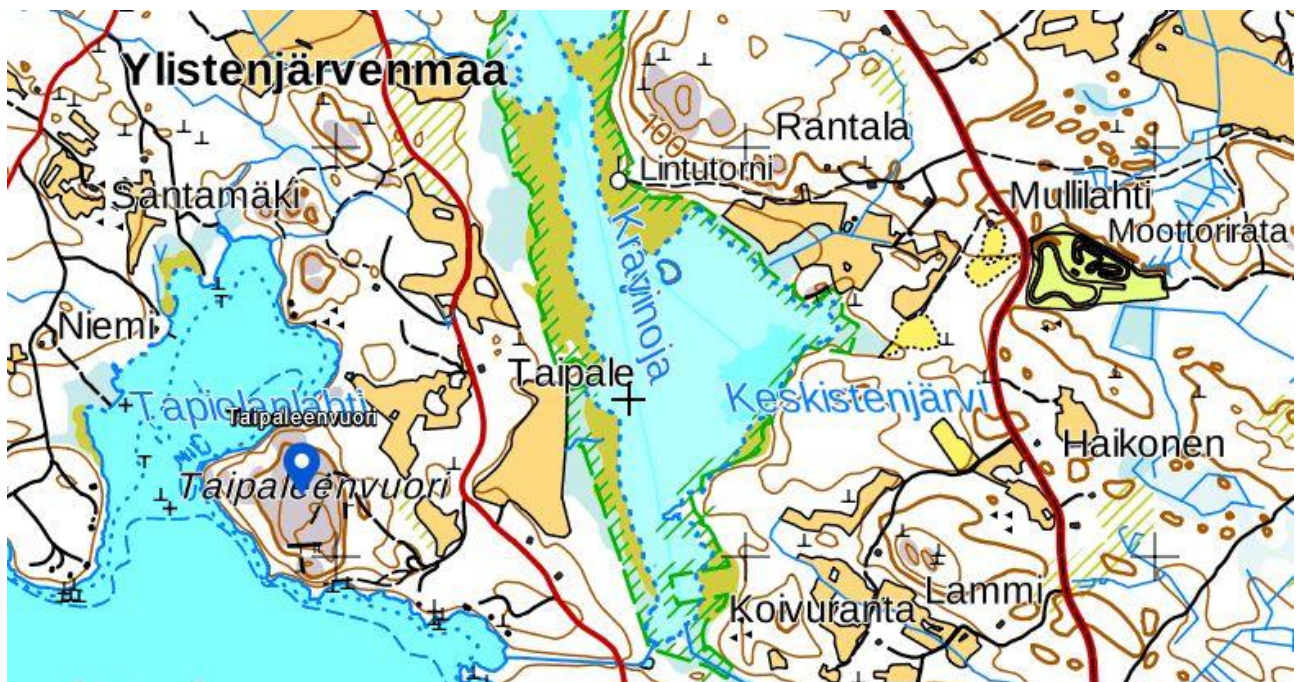 Ylistenjärvenmaa
100
Rantala
Lintutorni
Santamäki
Mullilahti
Moottorirata
Kravinoja
Niemi
Taipale
Tapiolanlahti
Keskistenjärvi
Taipaleenvuori
Haikonen
Taipaleenvuori
Lammi
Koivuranta